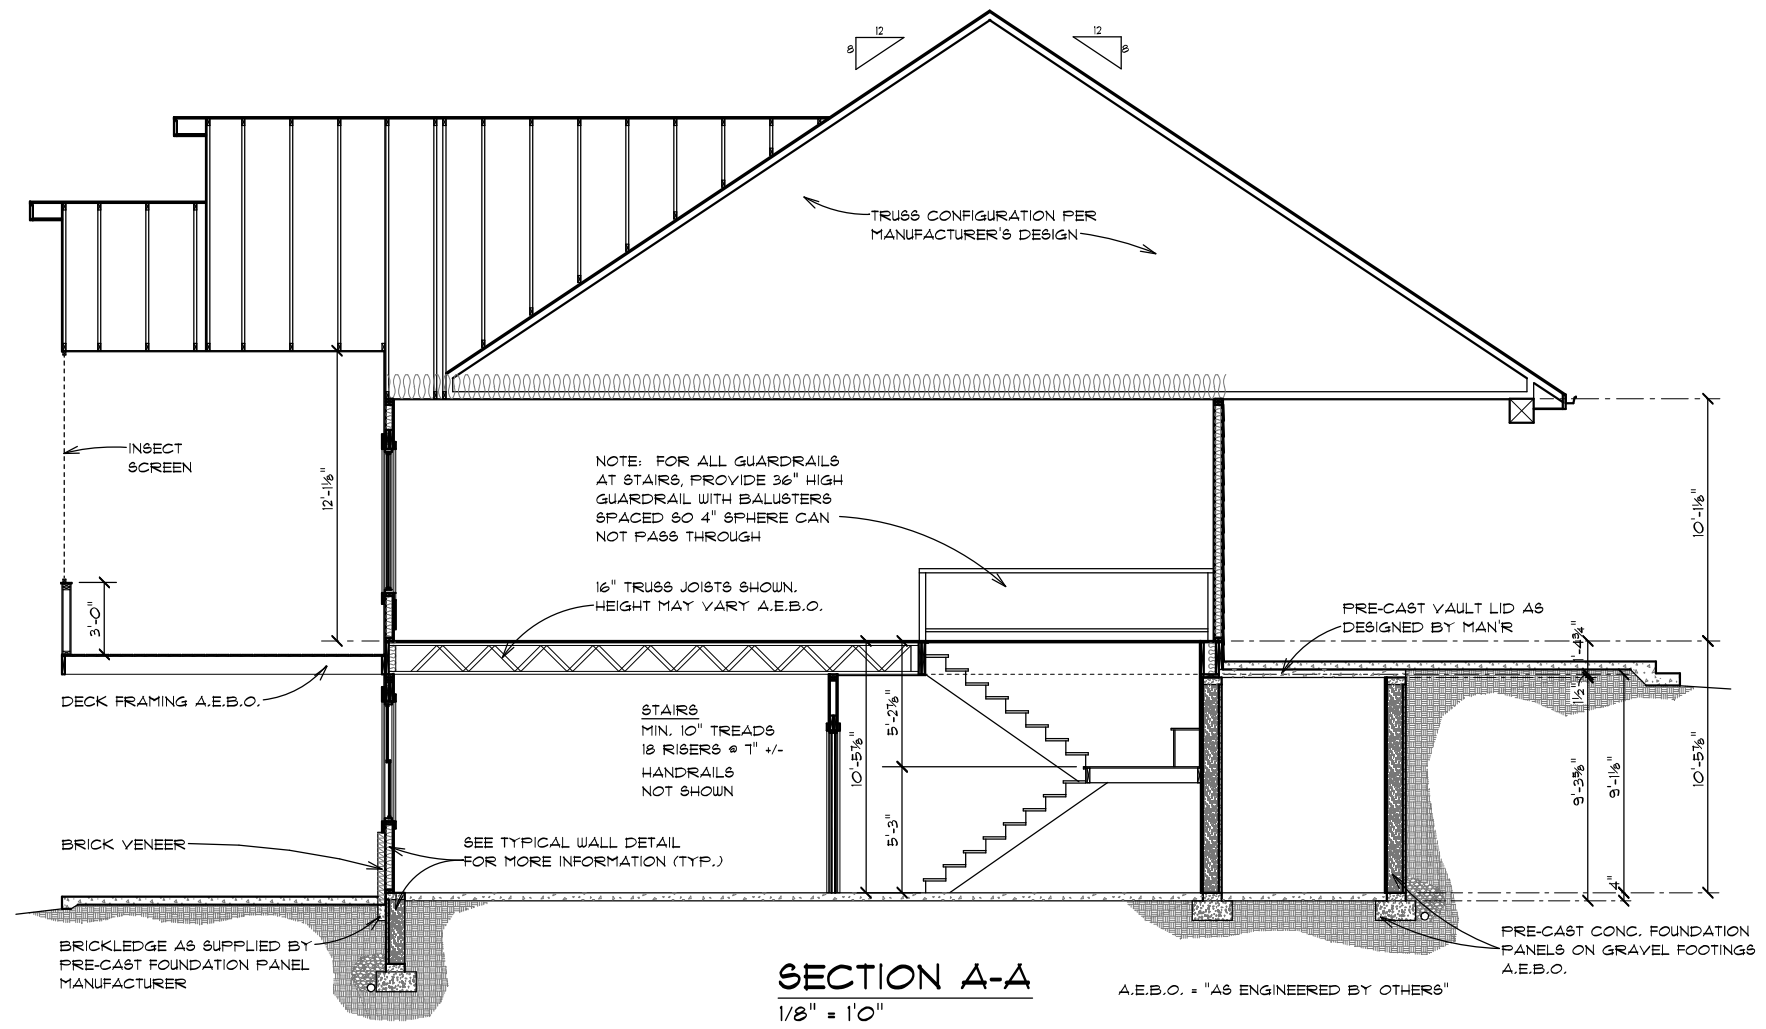 12
8
12
8
TRUSS CONFIGURATION PER
MANUFACTURER'S DESIGN
INSECT
SCREEN
12'-1⅛"
NOTE: FOR ALL GUARDRAILS
AT STAIRS, PROVIDE 36" HIGH
GUARDRAIL WITH BALUSTERS
SPACED SO 4" SPHERE CAN
NOT PASS THROUGH
10'-1⅛"
16" TRUSS JOISTS SHOWN.
HEIGHT MAY VARY A.E.B.O.
3'-0"
PRE-CAST VAULT LID AS
DESIGNED BY MAN'R
1'-4¾"
DECK FRAMING A.E.B.O.
STAIRS
MIN. 10" TREADS
18 RISERS @ 7" +/-
HANDRAILS
NOT SHOWN
10'-5⅞"
5'-2⅞"
5'-3"
1½"
9'-3⅝"
9'-1⅛"
10'-5⅞"
4"
BRICK VENEER
SEE TYPICAL WALL DETAIL
FOR MORE INFORMATION (TYP.)
BRICKLEDGE AS SUPPLIED BY
PRE-CAST FOUNDATION PANEL
MANUFACTURER
PRE-CAST CONC. FOUNDATION
PANELS ON GRAVEL FOOTINGS
A.E.B.O.
SECTION A-A
1/8" = 1'0"
A.E.B.O. = "AS ENGINEERED BY OTHERS"